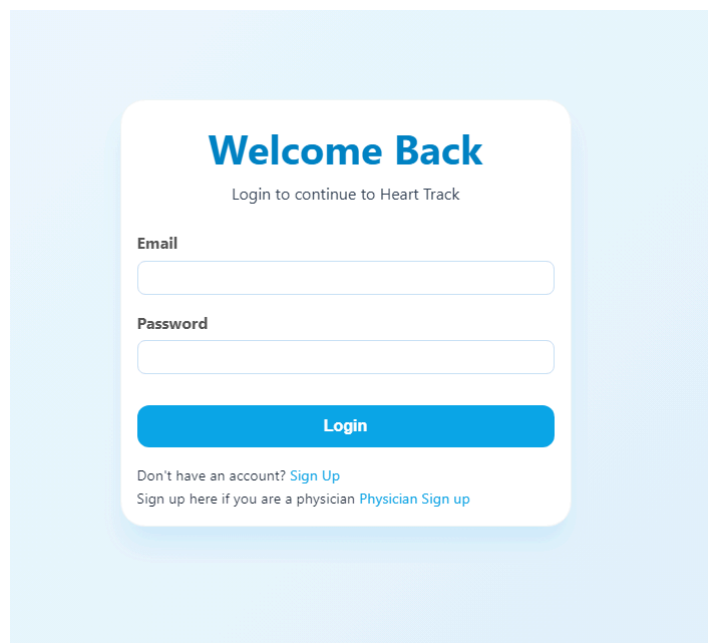 Welcome Back
Login to continue to Heart Track
Email
Password
Login
Don't have an account? Sign Up
Sign up here if you are a physician Physician Sign up